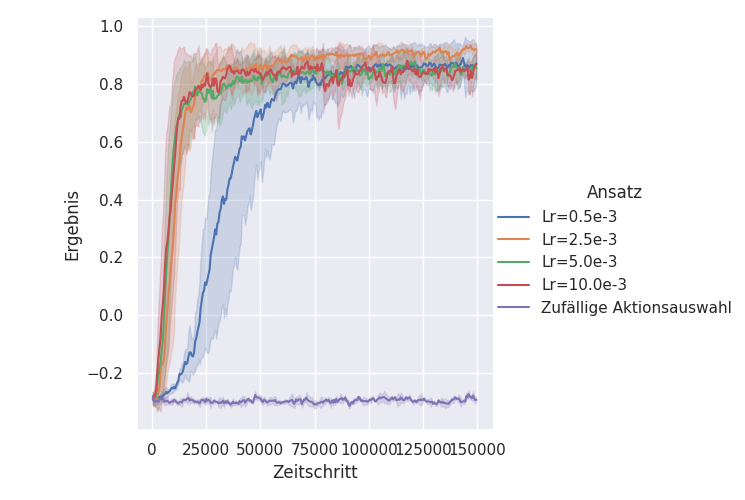 1.0
0.8
0.6
0.4
0.2
0.0
−0.2
Ergebnis
0 25000 50000 75000 100000 125000 150000
Zeitschritt
Ansatz
Lr=0.5e-3
Lr=2.5e-3
Lr=5.0e-3
Lr=10.0e-3
Zufällige Aktionsauswahl